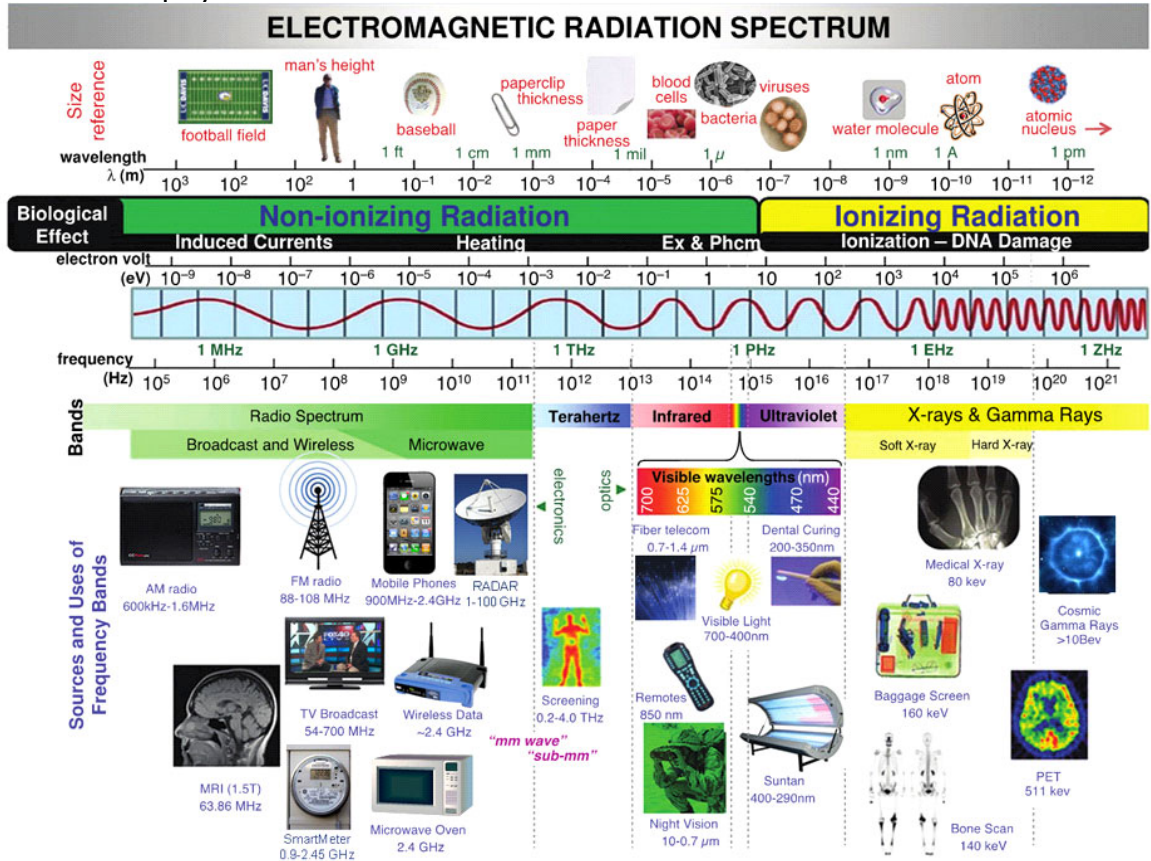 ELECTROMAGNETIC RADIATION SPECTRUM
Size
reference
football field
man's height
baseball
paperclip
thickness
paper
thickness
blood
cells
bacteria
viruses
water molecule
atom
atomic
nucleus
wavelength
λ (m)
1 ft 1 cm 1 mm 1 mil 1 µ 1 nm 1 A 1 pm
10³ 10² 10² 1 10⁻¹ 10⁻² 10⁻³ 10⁻⁴ 10⁻⁵ 10⁻⁶ 10⁻⁷ 10⁻⁸ 10⁻⁹ 10⁻¹⁰ 10⁻¹¹ 10⁻¹²
Biological
Effect
Non-ionizing Radiation
Ionizing Radiation
Induced Currents Heating Ex & Phcm Ionization – DNA Damage
electron volt
(eV)
10⁻⁹ 10⁻⁸ 10⁻⁷ 10⁻⁶ 10⁻⁵ 10⁻⁴ 10⁻³ 10⁻² 10⁻¹ 1 10 10² 10³ 10⁴ 10⁵ 10⁶
frequency
(Hz)
1 MHz 1 GHz 1 THz 1 PHz 1 EHz 1 ZHz
10⁵ 10⁶ 10⁷ 10⁸ 10⁹ 10¹⁰ 10¹¹ 10¹² 10¹³ 10¹⁴ 10¹⁵ 10¹⁶ 10¹⁷ 10¹⁸ 10¹⁹ 10²⁰ 10²¹
Bands
Radio Spectrum
Terahertz
Infrared
Ultraviolet
X-rays & Gamma Rays
Broadcast and Wireless
Microwave
Soft X-ray
Hard X-ray
electronics
optics
Visible wavelengths (nm)
700 625 575 540 470 440
Sources and Uses of
Frequency Bands
AM radio
600kHz-1.6MHz
FM radio
88-108 MHz
Mobile Phones
900MHz-2.4GHz
RADAR
1-100 GHz
Fiber telecom
0.7-1.4 µm
Dental Curing
200-350nm
Visible Light
700-400nm
Medical X-ray
80 kev
Cosmic
Gamma Rays
>10Bev
MRI (1.5T)
63.86 MHz
TV Broadcast
54-700 MHz
Wireless Data
~2.4 GHz
Screening
0.2-4.0 THz
"mm wave"
"sub-mm"
Remotes
850 nm
Baggage Screen
160 keV
SmartMeter
0.9-2.45 GHz
Microwave Oven
2.4 GHz
Night Vision
10-0.7 µm
Suntan
400-290nm
PET
511 kev
Bone Scan
140 keV